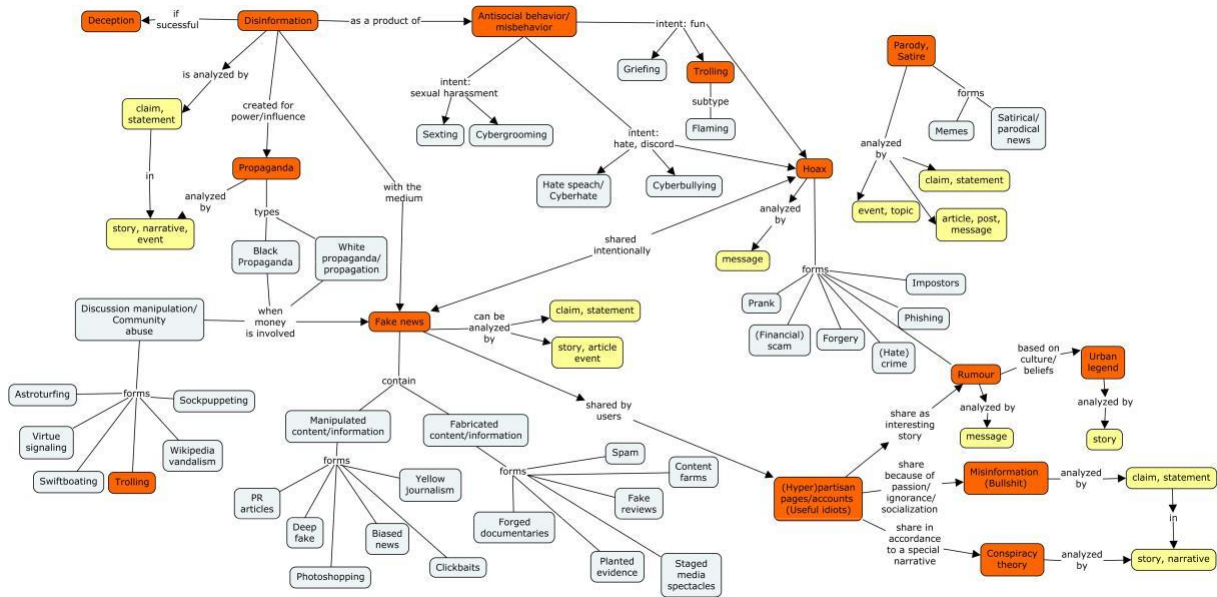 Deception
if
sucessful
Disinformation
as a product of
Antisocial behavior/
misbehavior
intent: fun
Griefing
Trolling
subtype
Flaming
Parody,
Satire
forms
Memes
Satirical/
parodical
news
is analyzed by
claim,
statement
in
created for
power/influence
Propaganda
analyzed
by
story, narrative,
event
types
Black
Propaganda
White
propaganda/
propagation
with the
medium
intent:
sexual harassment
Sexting
Cybergrooming
intent:
hate, discord
Hate speach/
Cyberhate
Cyberbullying
Hoax
analyzed
by
message
analyzed
by
claim, statement
event, topic
article, post,
message
shared
intentionally
forms
Prank
(Financial)
scam
Forgery
(Hate)
crime
Phishing
Impostors
Discussion manipulation/
Community
abuse
when
money
is involved
Fake news
can be
analyzed
by
claim, statement
story, article
event
forms
Astroturfing
Sockpuppeting
Virtue
signaling
Wikipedia
vandalism
Swiftboating
Trolling
contain
Manipulated
content/information
Fabricated
content/information
forms
PR
articles
Deep
fake
Photoshopping
Biased
news
Clickbaits
Yellow
journalism
forms
Spam
Content
farms
Fake
reviews
Forged
documentaries
Planted
evidence
Staged
media
spectacles
shared by
users
(Hyper)partisan
pages/accounts
(Useful idiots)
share as
interesting
story
Rumour
based on
culture/
beliefs
Urban
legend
analyzed
by
message
analyzed
by
story
share
because of
passion/
ignorance/
socialization
Misinformation
(Bullshit)
analyzed
by
claim, statement
in
share in
accordance
to a special
narrative
Conspiracy
theory
analyzed
by
story, narrative